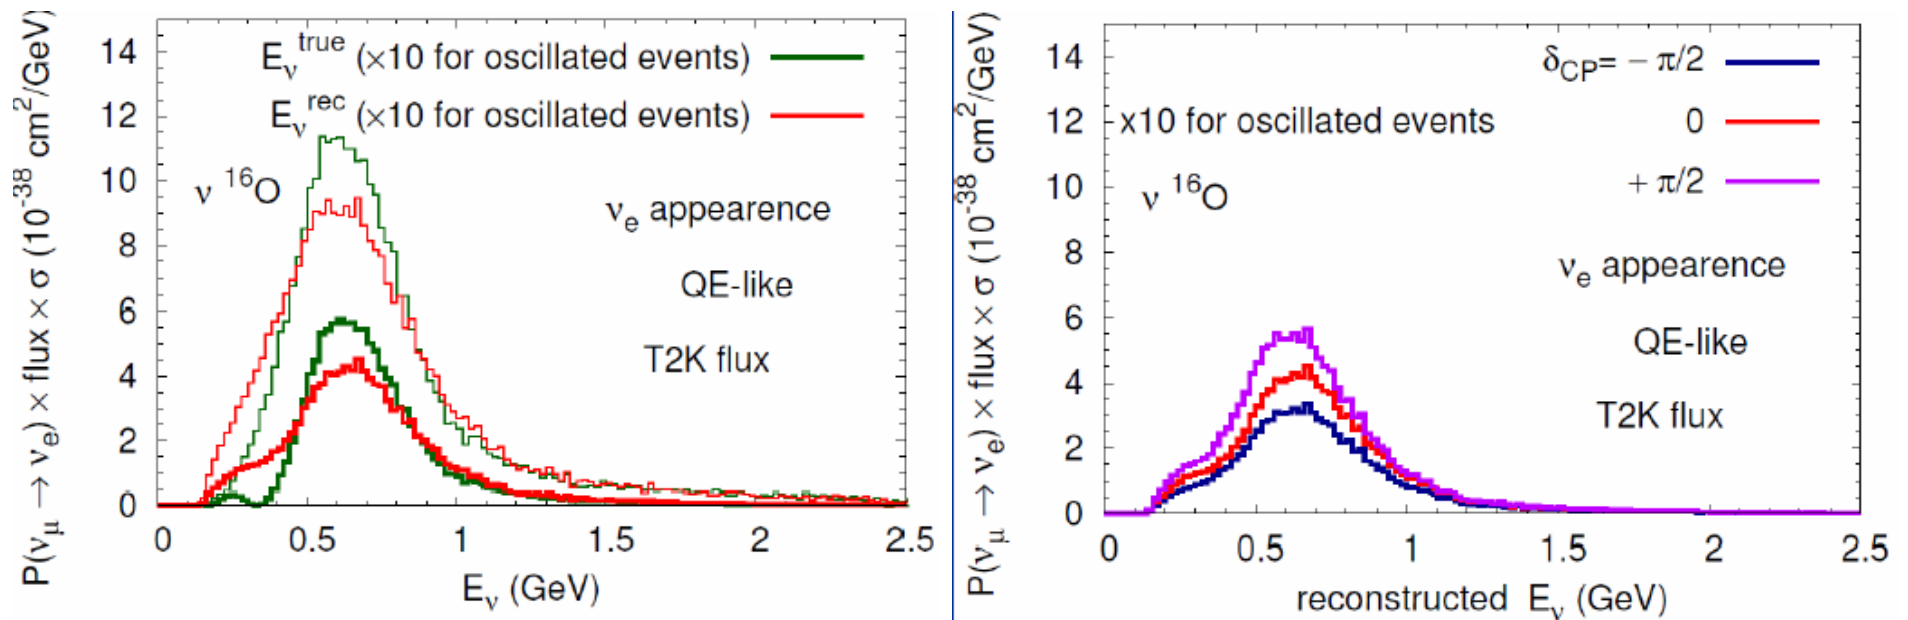 P(ν_μ → ν_e) × flux × σ (10^-38 cm^2/GeV)
14
12
10
8
6
4
2
0
E_ν^true (×10 for oscillated events)
E_ν^rec (×10 for oscillated events)
ν ^16O
ν_e appearence
QE-like
T2K flux
0 0.5 1 1.5 2 2.5
E_ν (GeV)
P(ν_μ → ν_e) × flux × σ (10^-38 cm^2/GeV)
14
12
10
8
6
4
2
0
δ_CP= − π/2
x10 for oscillated events 0
+ π/2
ν ^16O
ν_e appearence
QE-like
T2K flux
0 0.5 1 1.5 2 2.5
reconstructed E_ν (GeV)